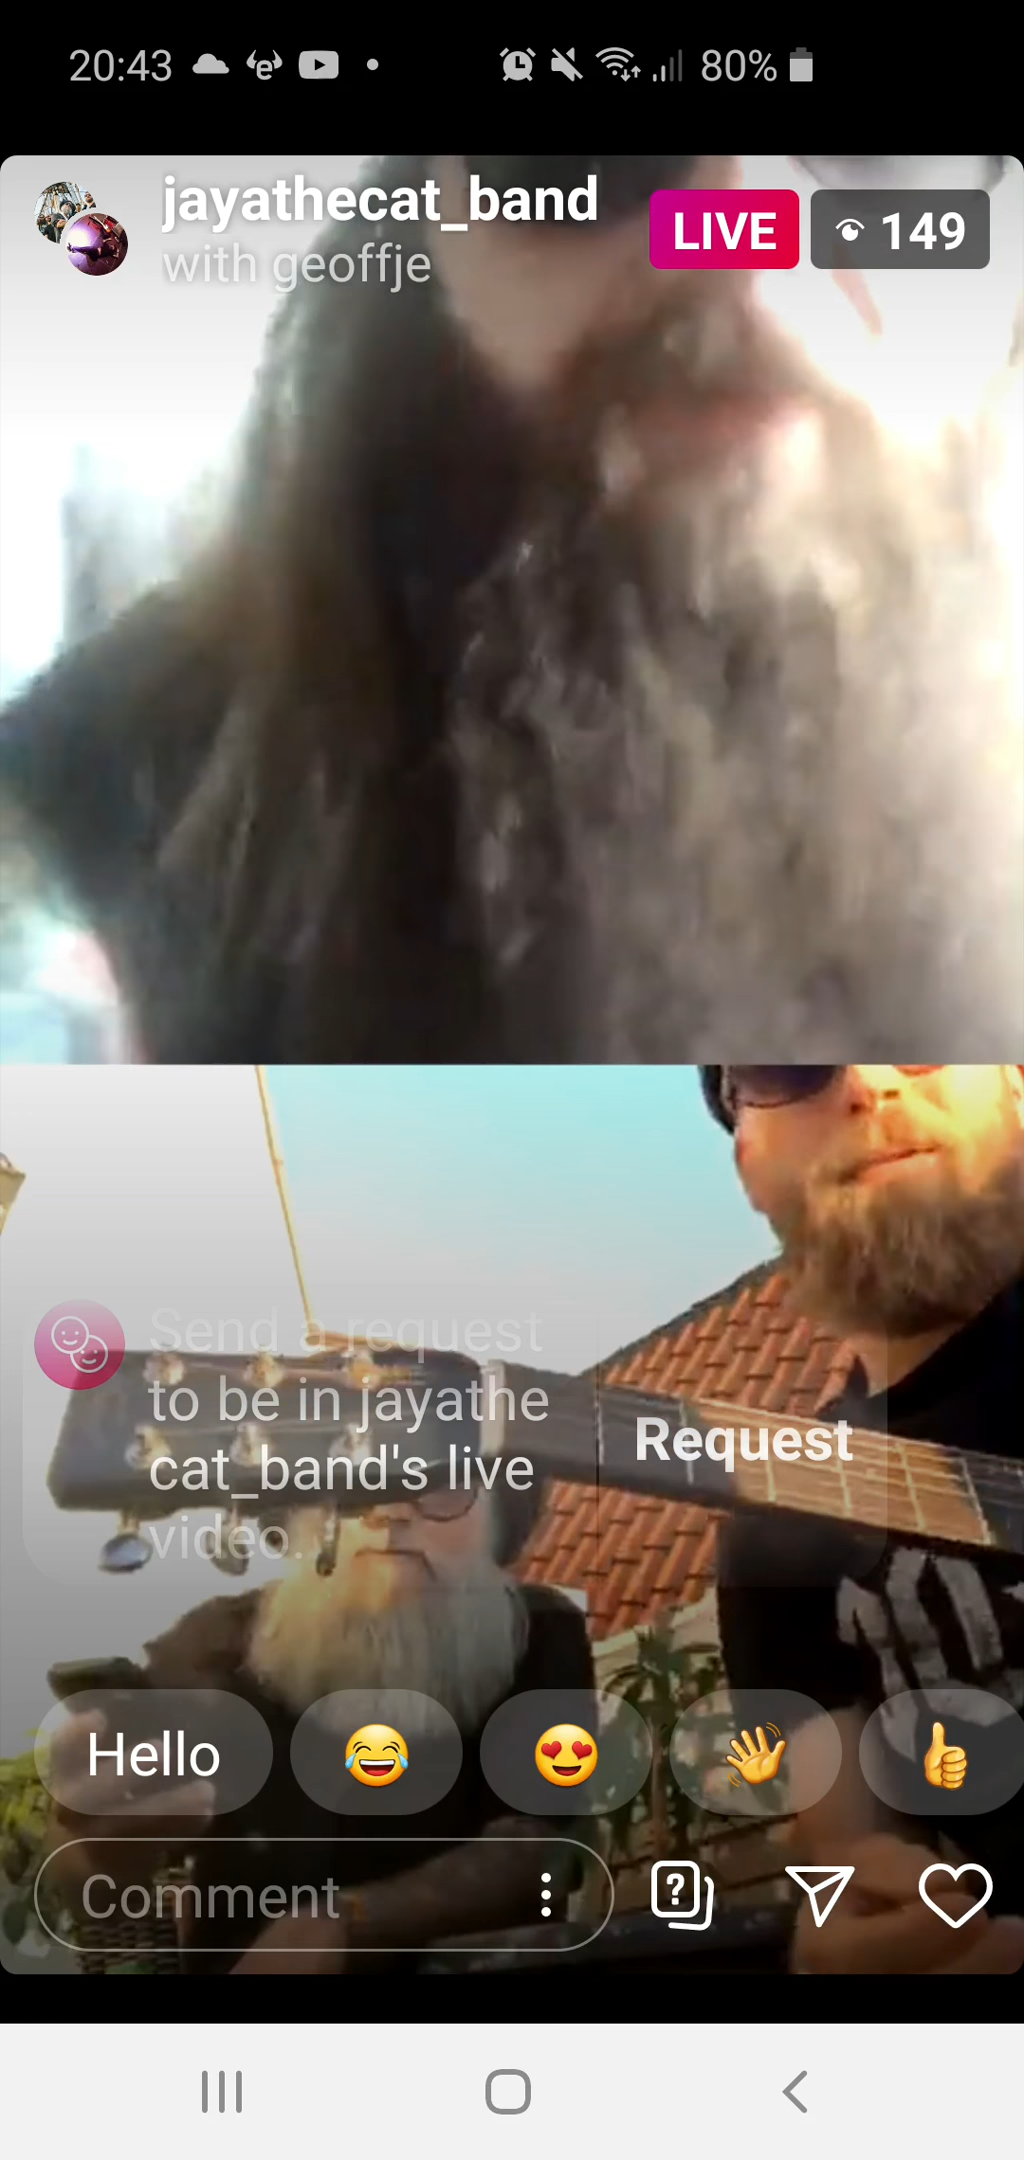 20:43
80%
jayathecat_band
with geoffje
LIVE
149
Send a request
to be in jayathe
cat_band's live
video.
Request
Hello
Comment